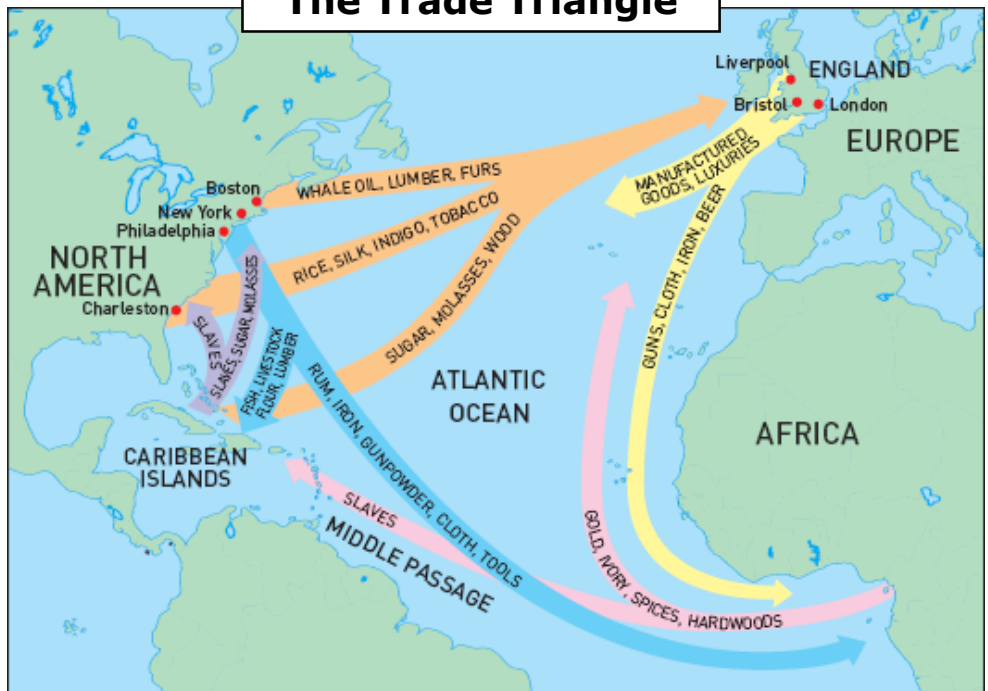 The Trade Triangle
Liverpool
ENGLAND
Bristol
London
EUROPE
MANUFACTURED
GOODS, LUXURIES
WHALE OIL, LUMBER, FURS
Boston
New York
Philadelphia
RICE, SILK, INDIGO, TOBACCO
NORTH
AMERICA
Charleston
SUGAR, MOLASSES, WOOD
GUNS, CLOTH, IRON, BEER
SLAVES
SLAVES, SUGAR, MOLASSES
FISH, LIVESTOCK
FLOUR, LUMBER
RUM, IRON, GUNPOWDER, CLOTH, TOOLS
ATLANTIC
OCEAN
AFRICA
CARIBBEAN
ISLANDS
SLAVES
MIDDLE PASSAGE
GOLD, IVORY, SPICES, HARDWOODS